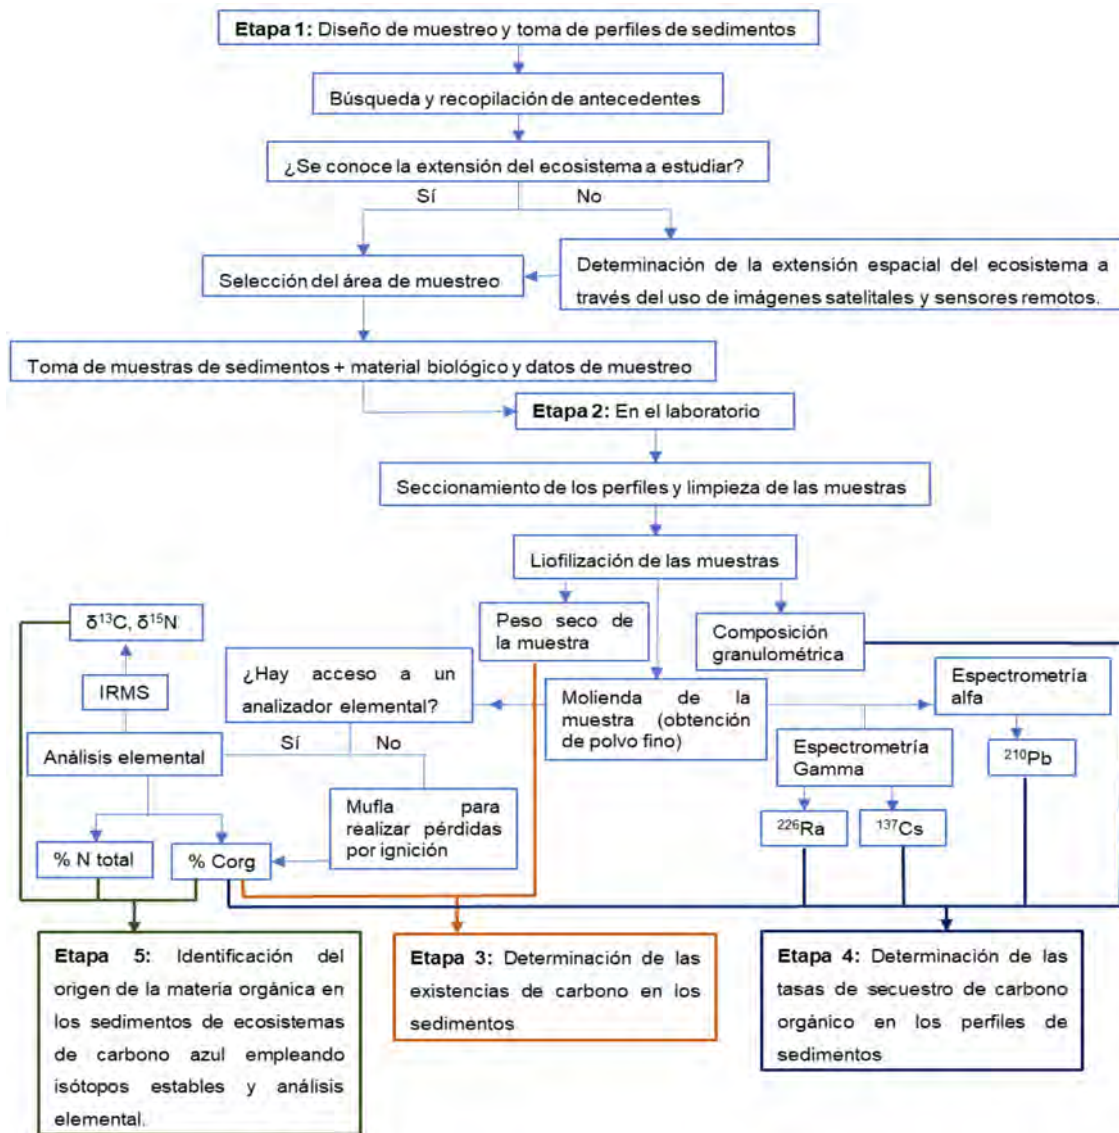 Etapa 1: Diseño de muestreo y toma de perfiles de sedimentos
Búsqueda y recopilación de antecedentes
¿Se conoce la extensión del ecosistema a estudiar?
Sí
No
Selección del área de muestreo
Determinación de la extensión espacial del ecosistema a
través del uso de imágenes satelitales y sensores remotos.
Toma de muestras de sedimentos + material biológico y datos de muestreo
Etapa 2: En el laboratorio
Seccionamiento de los perfiles y limpieza de las muestras
Liofilización de las muestras
δ¹³C, δ¹⁵N
Peso seco de
la muestra
Composición
granulométrica
IRMS
¿Hay acceso a un
analizador elemental?
Molienda de la
muestra (obtención
de polvo fino)
Espectrometría
alfa
Análisis elemental
Sí
No
Espectrometría
Gamma
²¹⁰Pb
Mufla para
realizar pérdidas
por ignición
²²⁶Ra
¹³⁷Cs
% N total
% Corg
Etapa 5: Identificación del
origen de la materia orgánica en
los sedimentos de ecosistemas
de carbono azul empleando
isótopos estables y análisis
elemental.
Etapa 3: Determinación de las
existencias de carbono en los
sedimentos
Etapa 4: Determinación de las
tasas de secuestro de carbono
orgánico en los perfiles de
sedimentos